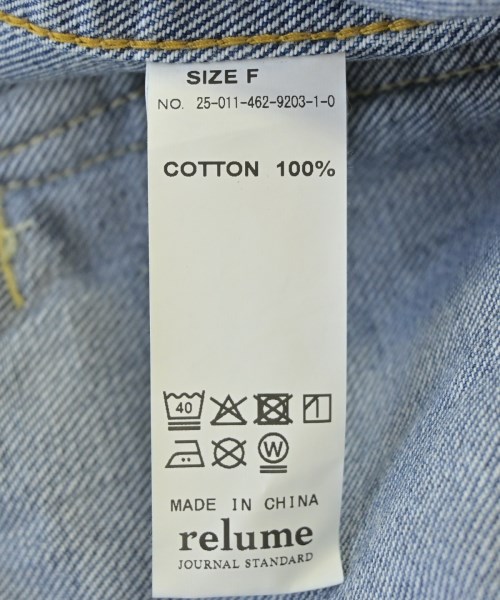 SIZE F
NO. 25-011-462-9203-1-0
COTTON 100%
40
W
MADE IN CHINA
relume
JOURNAL STANDARD